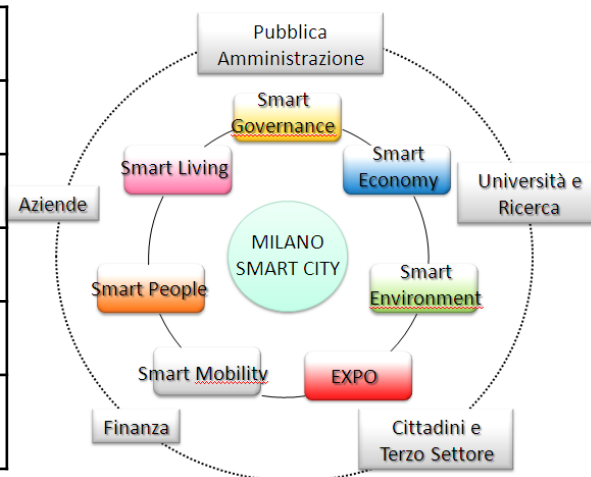 Pubblica
Amministrazione
Smart
Governance
Smart Living
Smart
Economy
Aziende
Università e
Ricerca
MILANO
SMART CITY
Smart People
Smart
Environment
Smart Mobility
EXPO
Finanza
Cittadini e
Terzo Settore